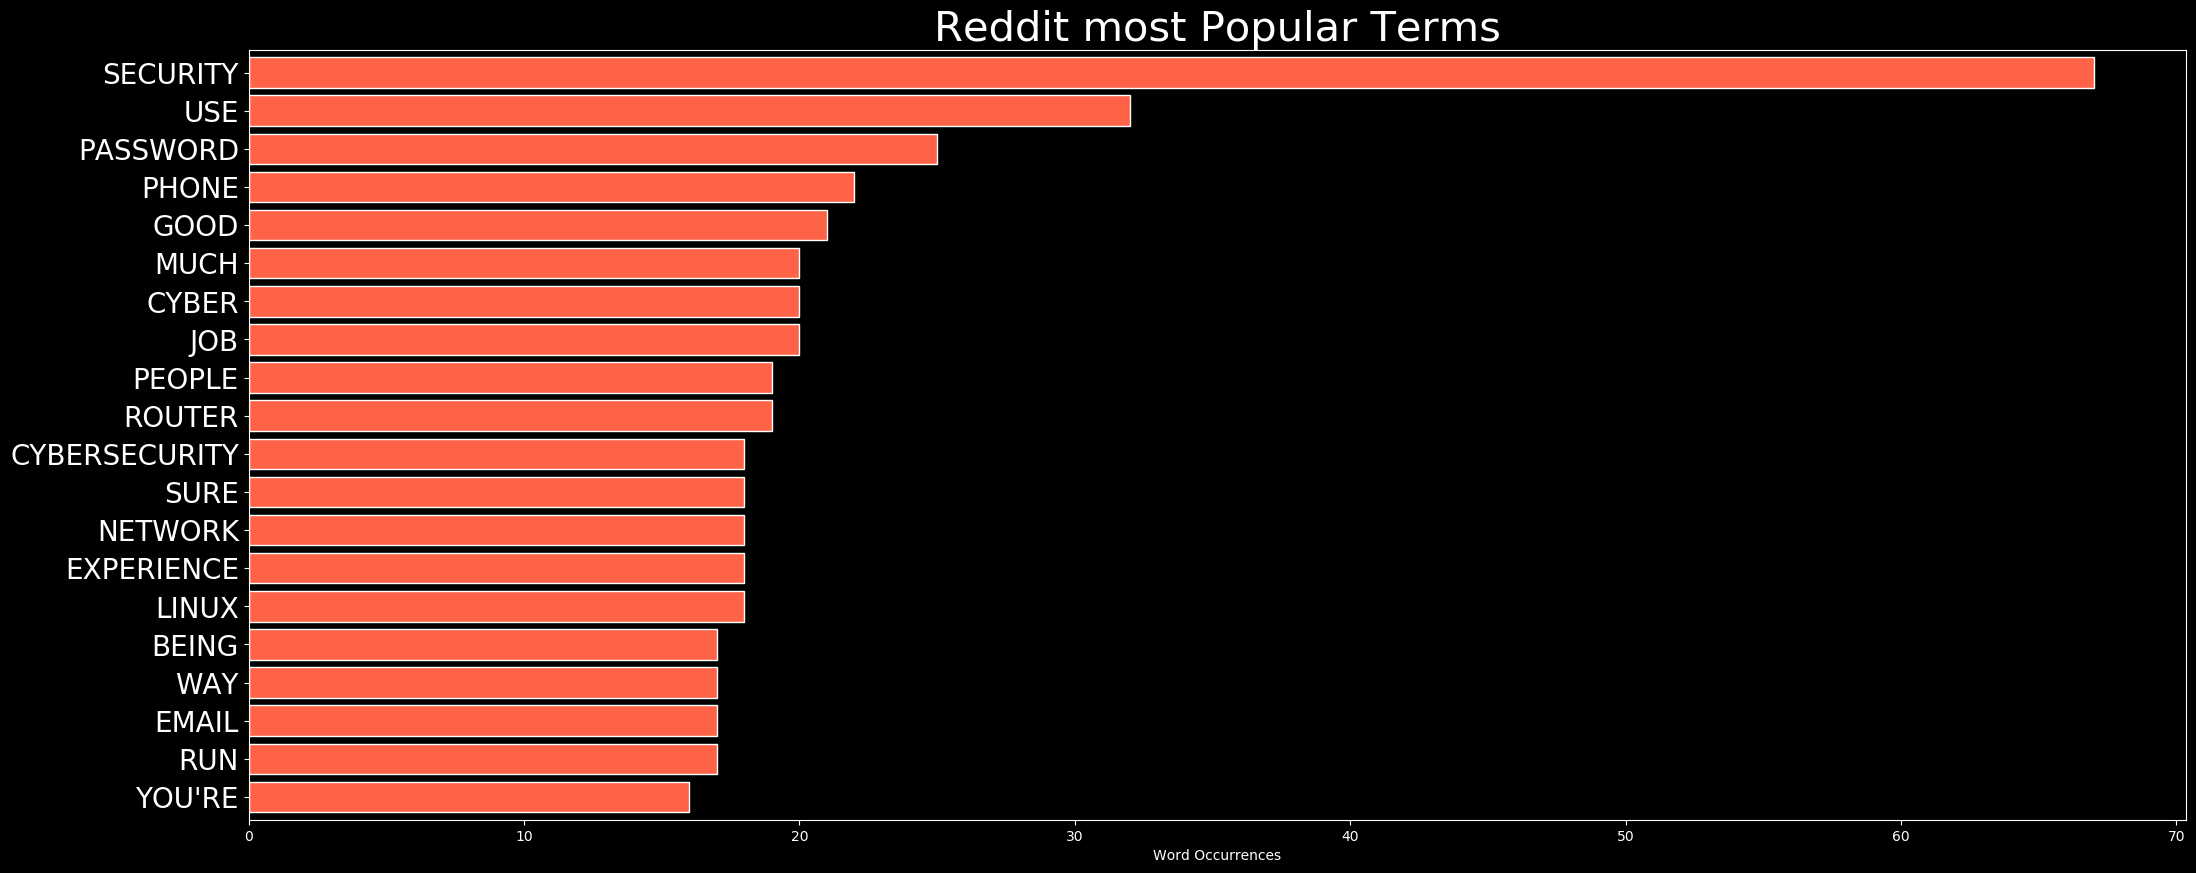 Reddit most Popular Terms
SECURITY
USE
PASSWORD
PHONE
GOOD
MUCH
CYBER
JOB
PEOPLE
ROUTER
CYBERSECURITY
SURE
NETWORK
EXPERIENCE
LINUX
BEING
WAY
EMAIL
RUN
YOU'RE
0 10 20 30 40 50 60 70
Word Occurrences